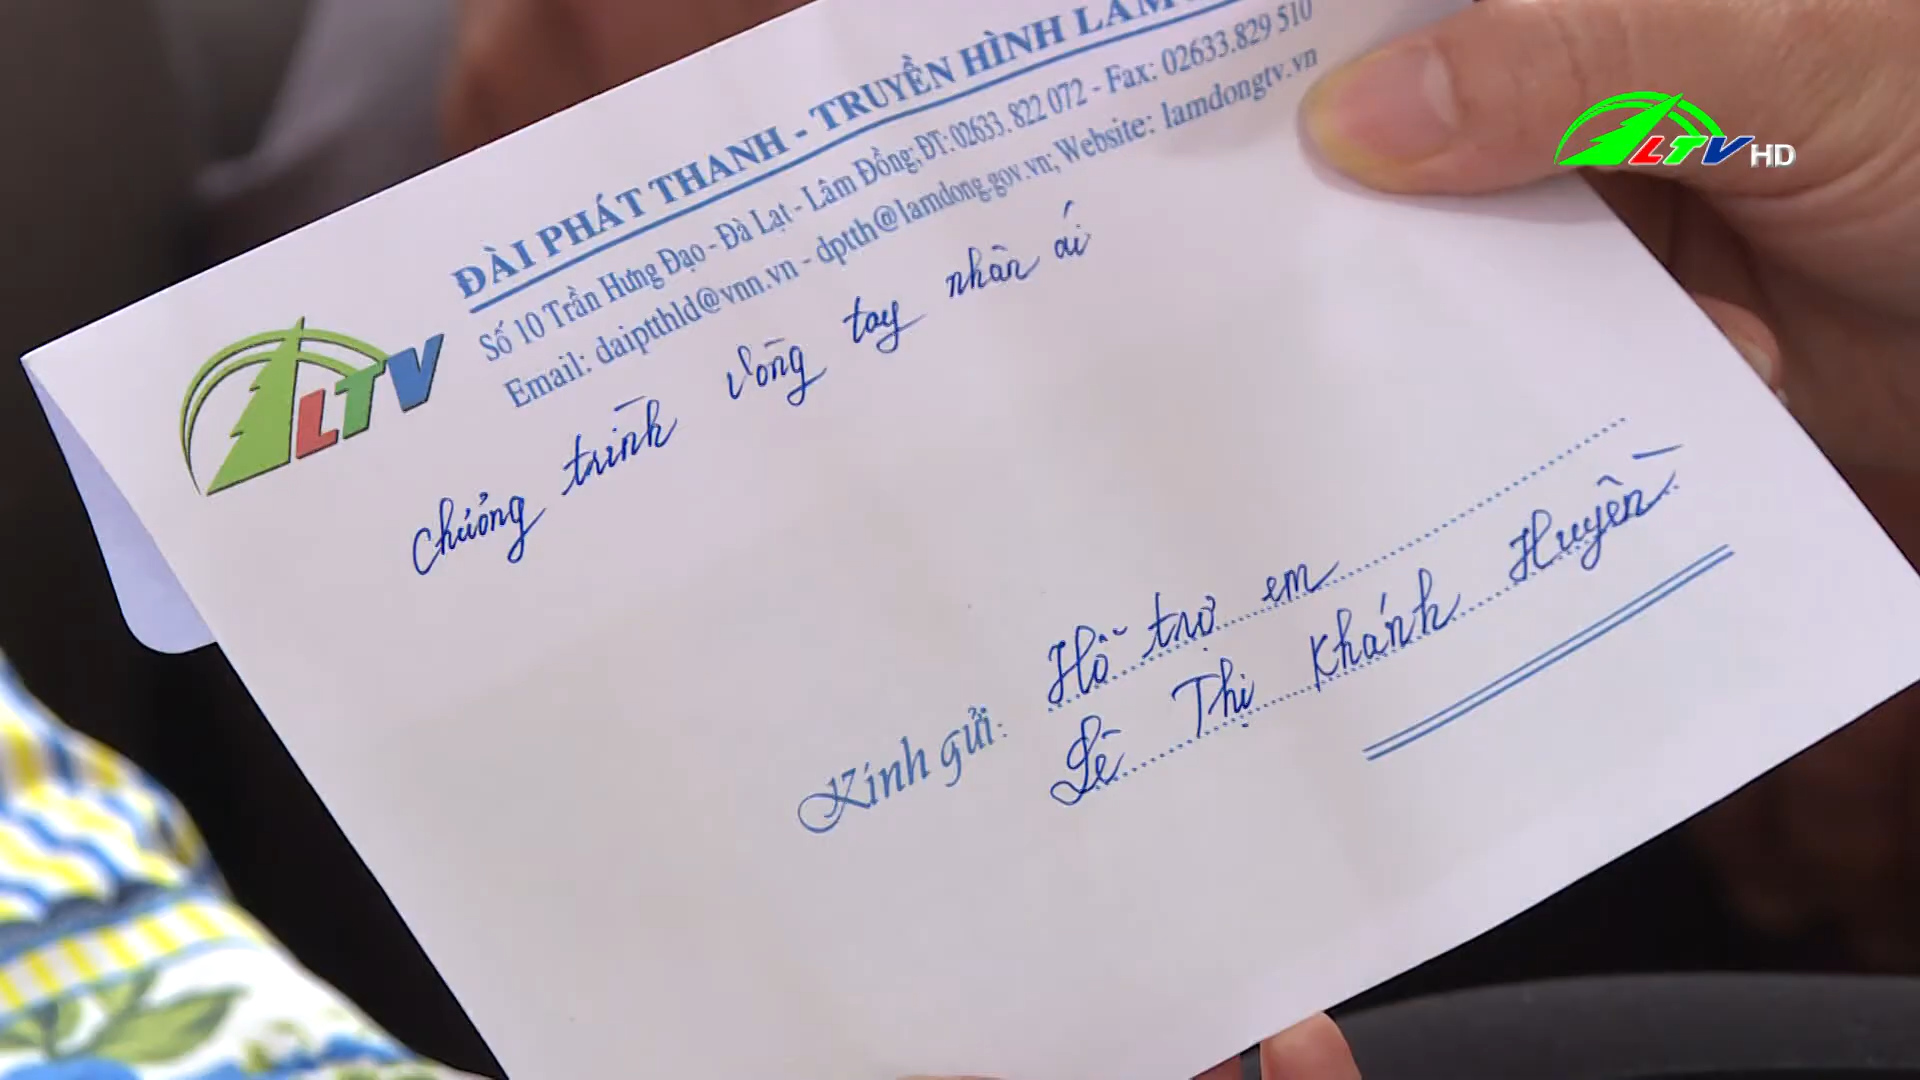 ĐÀI PHÁT THANH - TRUYỀN HÌNH LÂM
Số 10 Trần Hưng Đạo - Đà Lạt - Lâm Đồng; ĐT: 02633. 822 072 - Fax: 02633.829 510
Email: daiptthld@vnn.vn - dptth@lamdong.gov.vn; Website: lamdongtv.vn
LTV
LTV HD
Chương trình vòng tay nhân ái
Kính gửi: Hỗ trợ em
Lê Thị Khánh Huyền